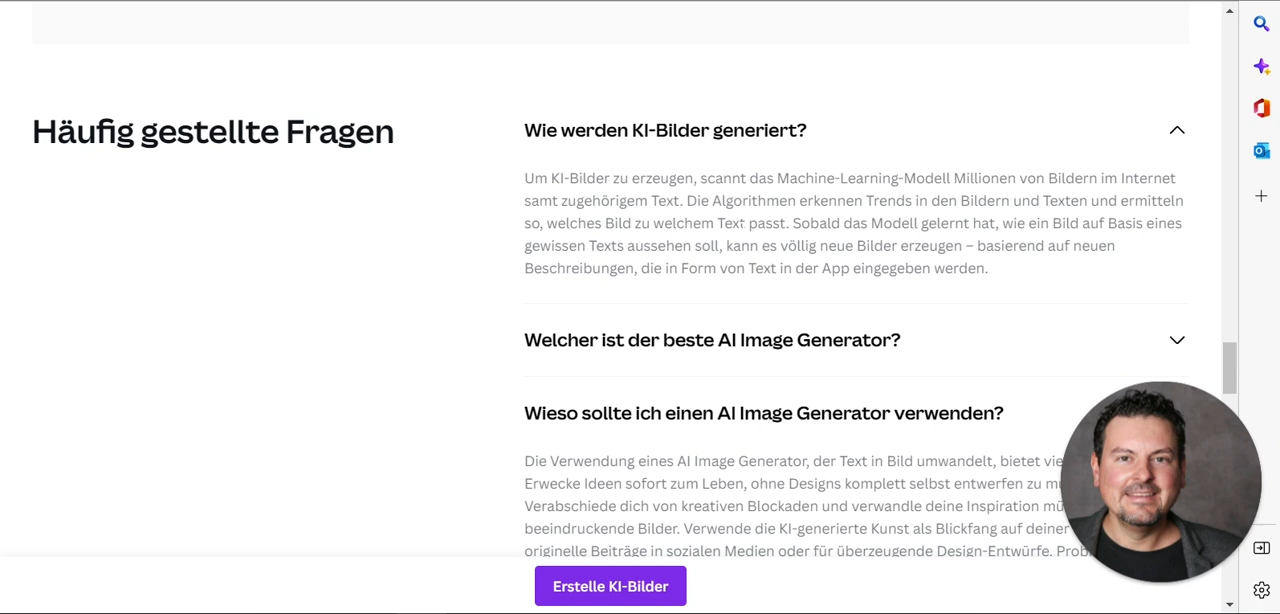 Häufig gestellte Fragen
Wie werden KI-Bilder generiert?
Um KI-Bilder zu erzeugen, scannt das Machine-Learning-Modell Millionen von Bildern im Internet
samt zugehörigem Text. Die Algorithmen erkennen Trends in den Bildern und Texten und ermitteln
so, welches Bild zu welchem Text passt. Sobald das Modell gelernt hat, wie ein Bild auf Basis eines
gewissen Texts aussehen soll, kann es völlig neue Bilder erzeugen – basierend auf neuen
Beschreibungen, die in Form von Text in der App eingegeben werden.
Welcher ist der beste AI Image Generator?
Wieso sollte ich einen AI Image Generator verwenden?
Die Verwendung eines AI Image Generator, der Text in Bild umwandelt, bietet
Erwecke Ideen sofort zum Leben, ohne Designs komplett selbst entwerfen zu
Verabschiede dich von kreativen Blockaden und verwandle deine Inspiration
beeindruckende Bilder. Verwende die KI-generierte Kunst als Blickfang auf deiner
originelle Beiträge in sozialen Medien oder für überzeugende Design-Entwürfe.
Erstelle KI-Bilder